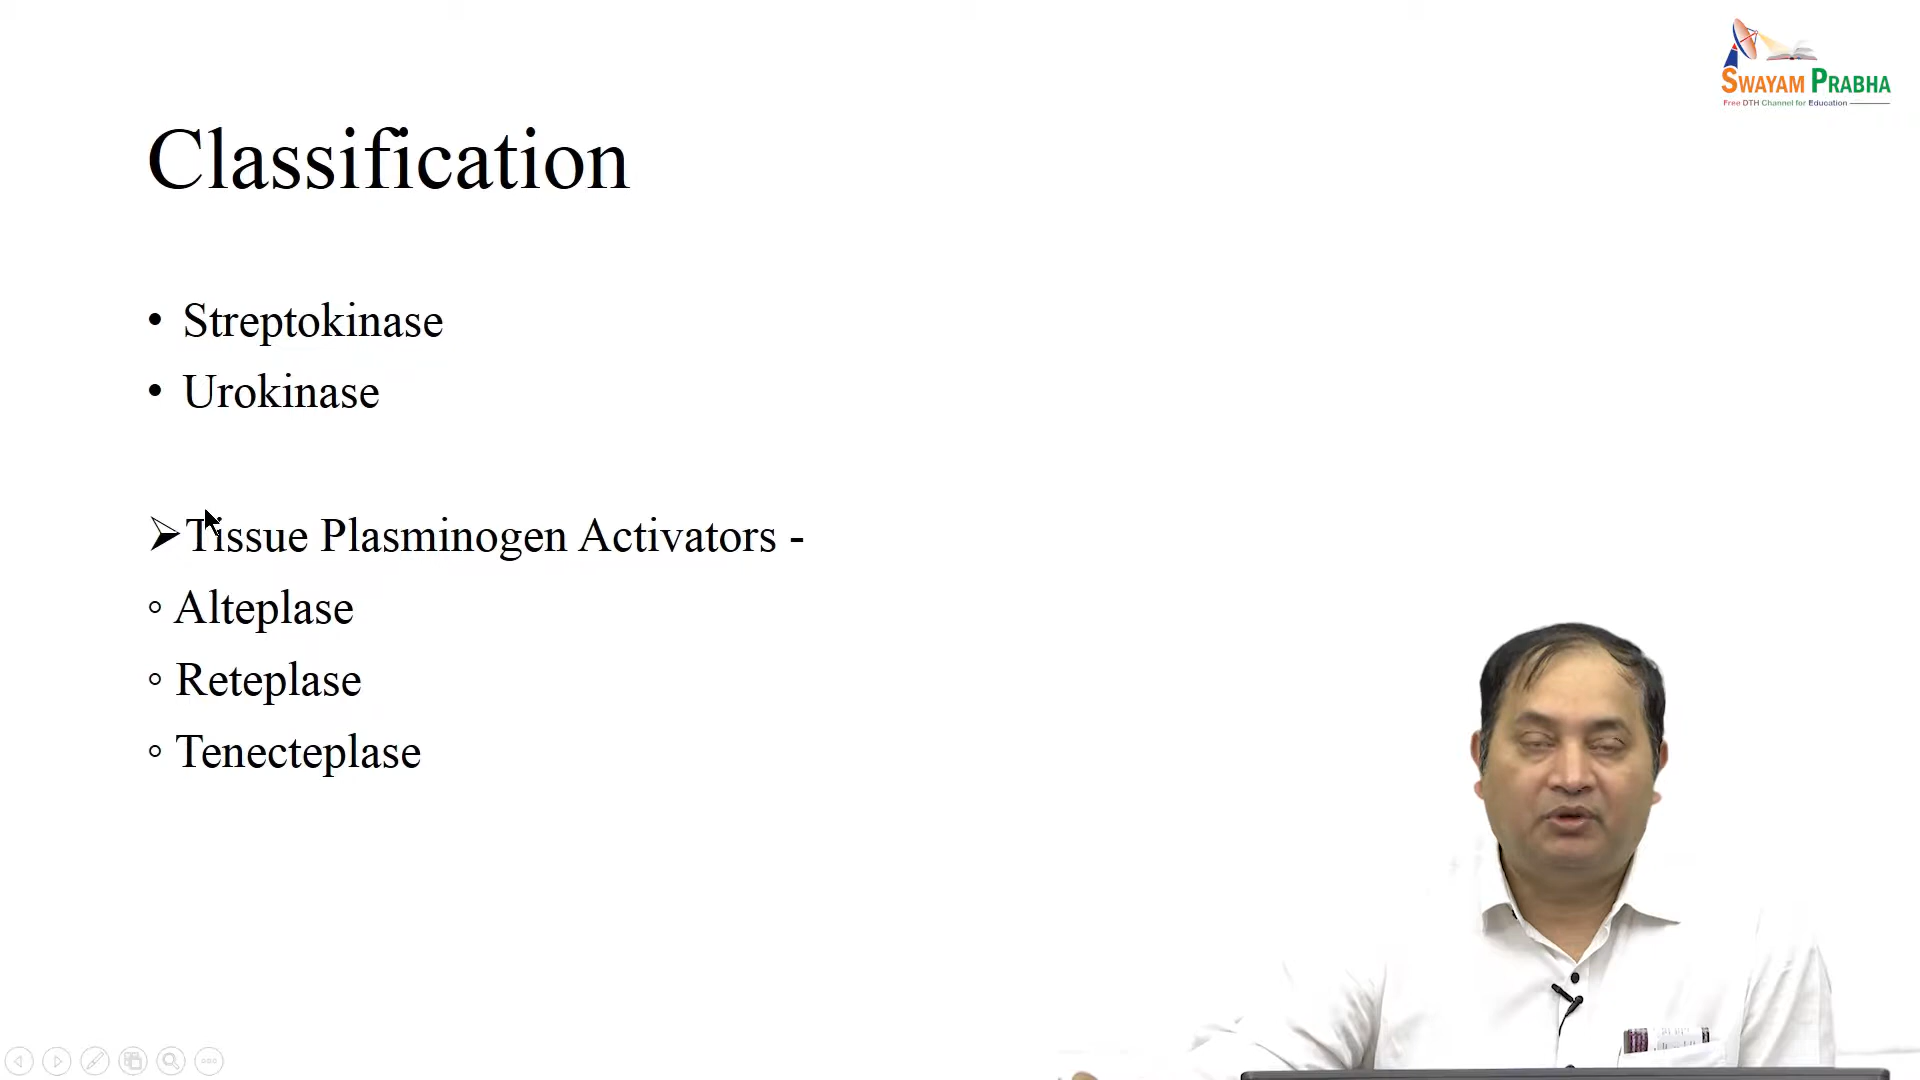 SWAYAM PRABHA
Free DTH Channel for Education
Classification
• Streptokinase
• Urokinase
➢Tissue Plasminogen Activators -
◦ Alteplase
◦ Reteplase
◦ Tenecteplase